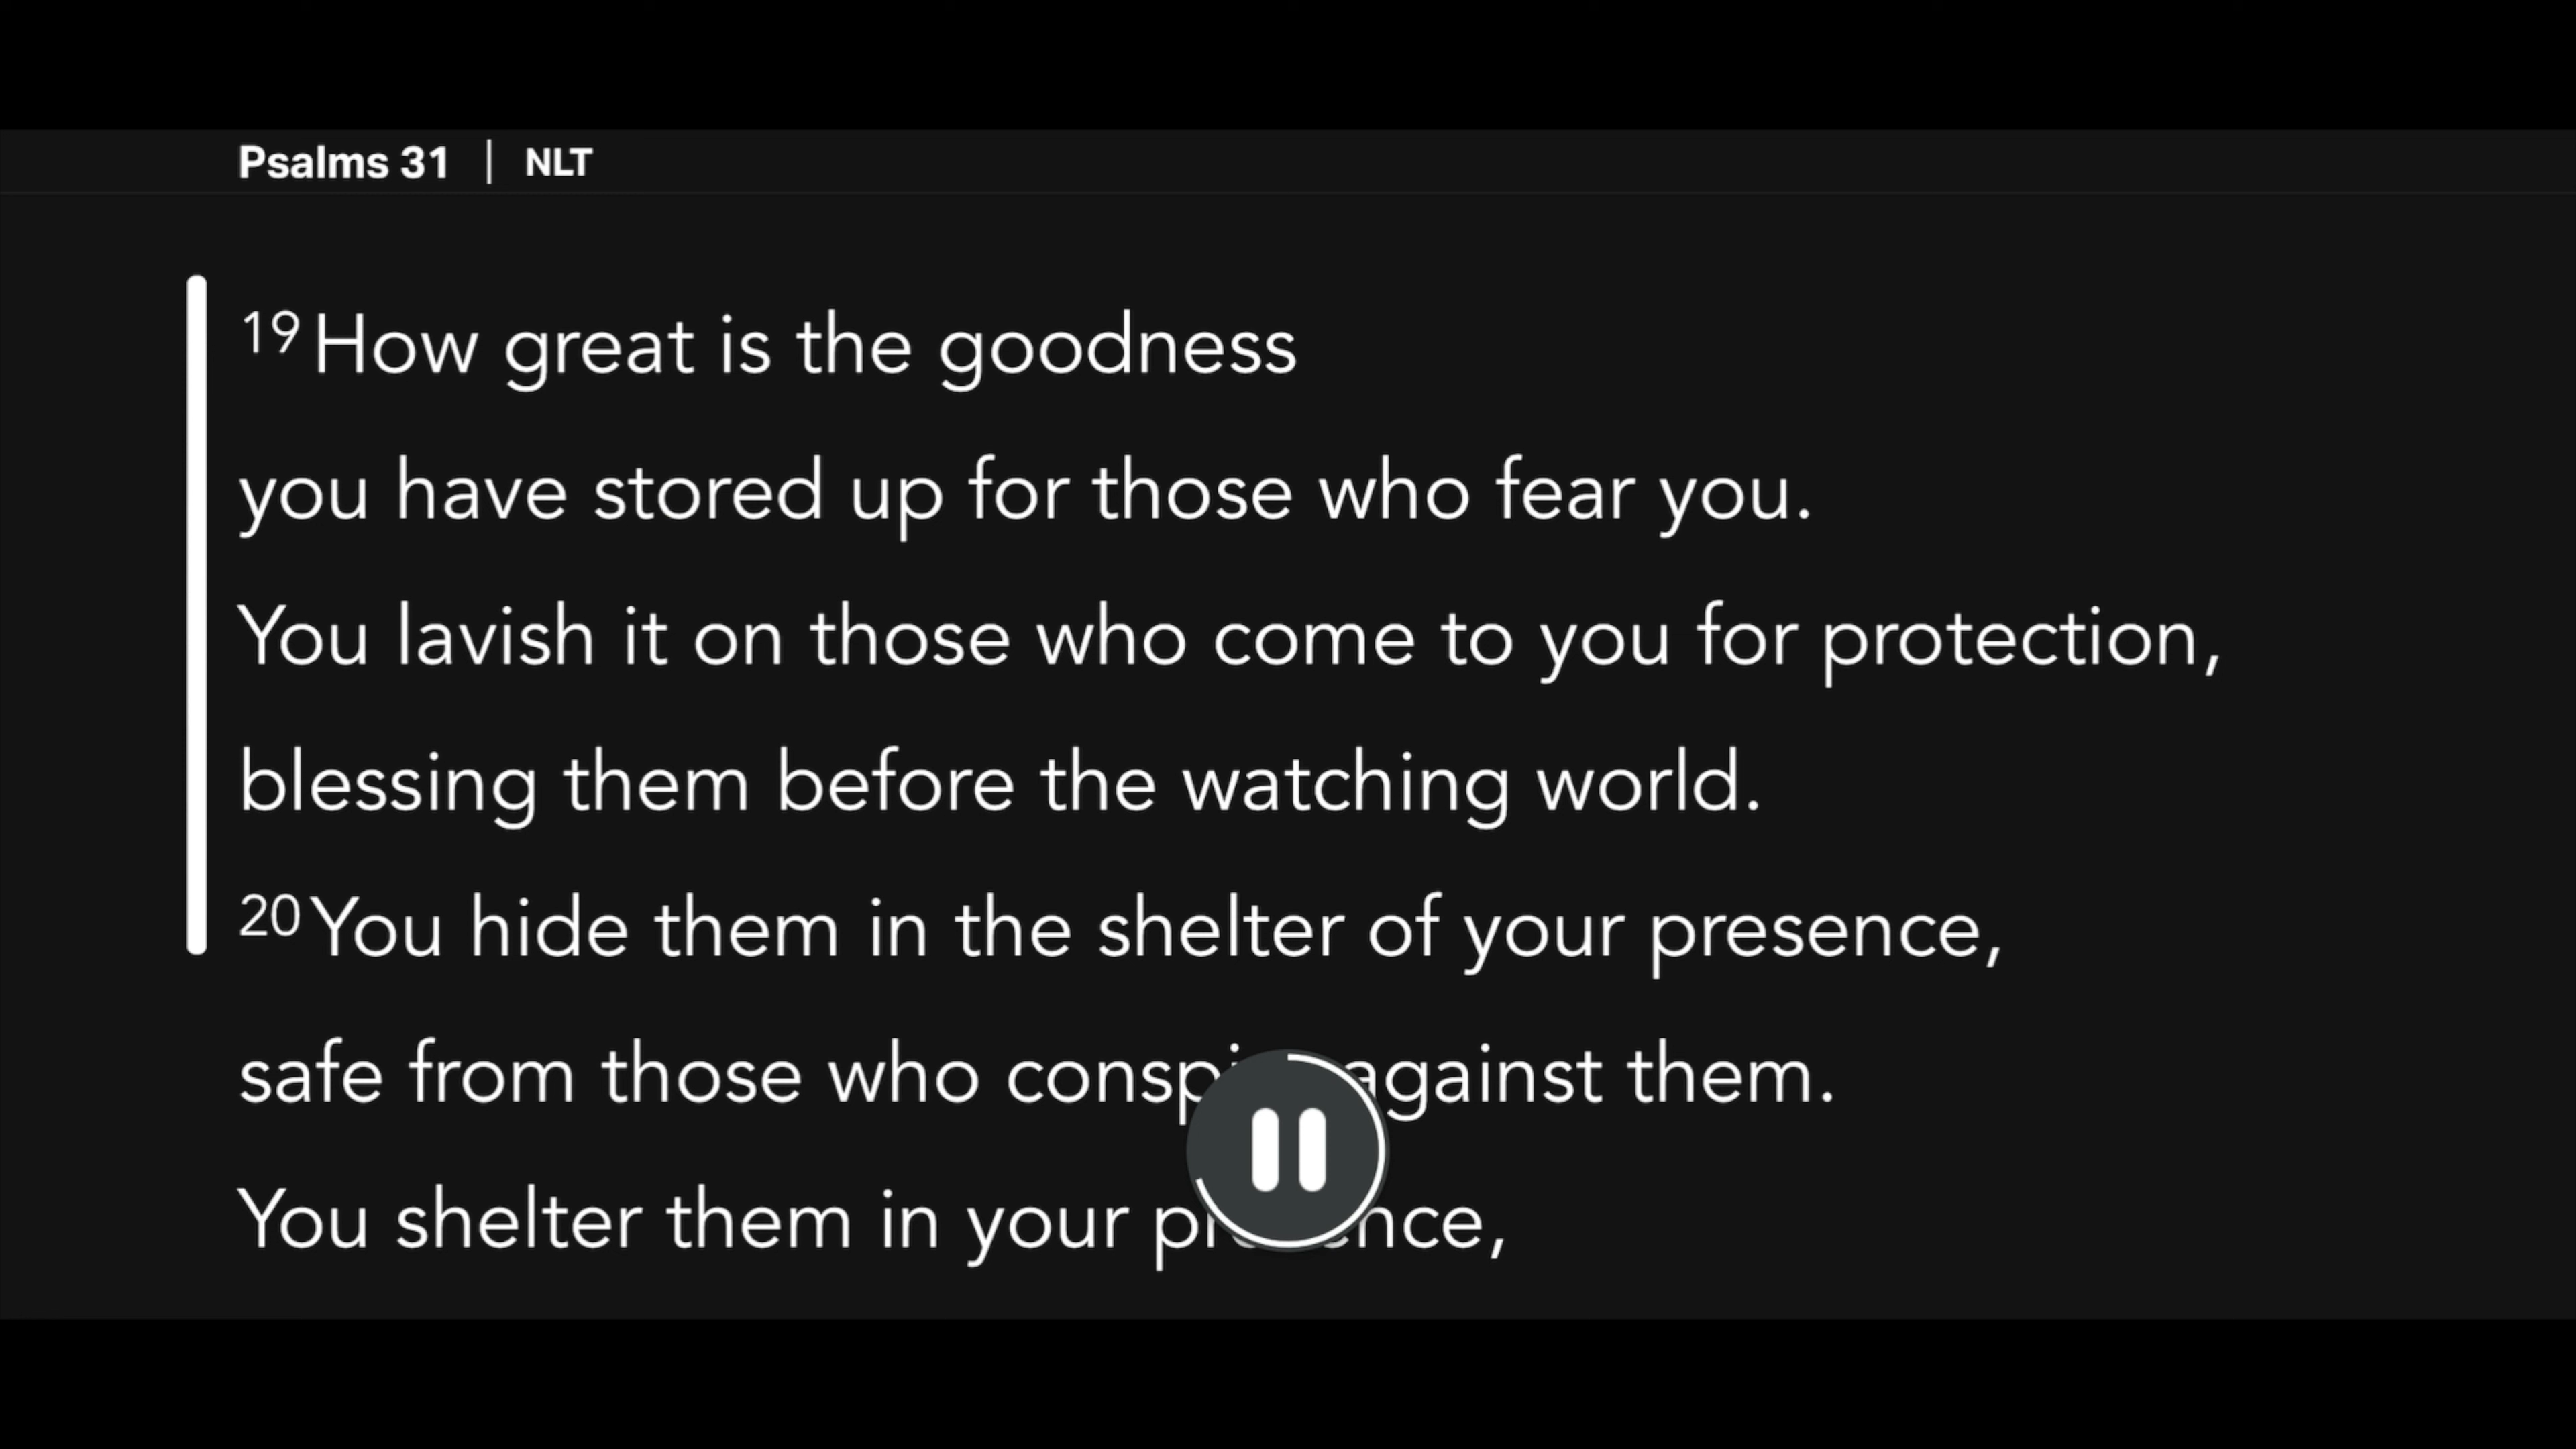 Psalms 31 | NLT
19 How great is the goodness
you have stored up for those who fear you.
You lavish it on those who come to you for protection,
blessing them before the watching world.
20 You hide them in the shelter of your presence,
safe from those who against them.
You shelter them in your